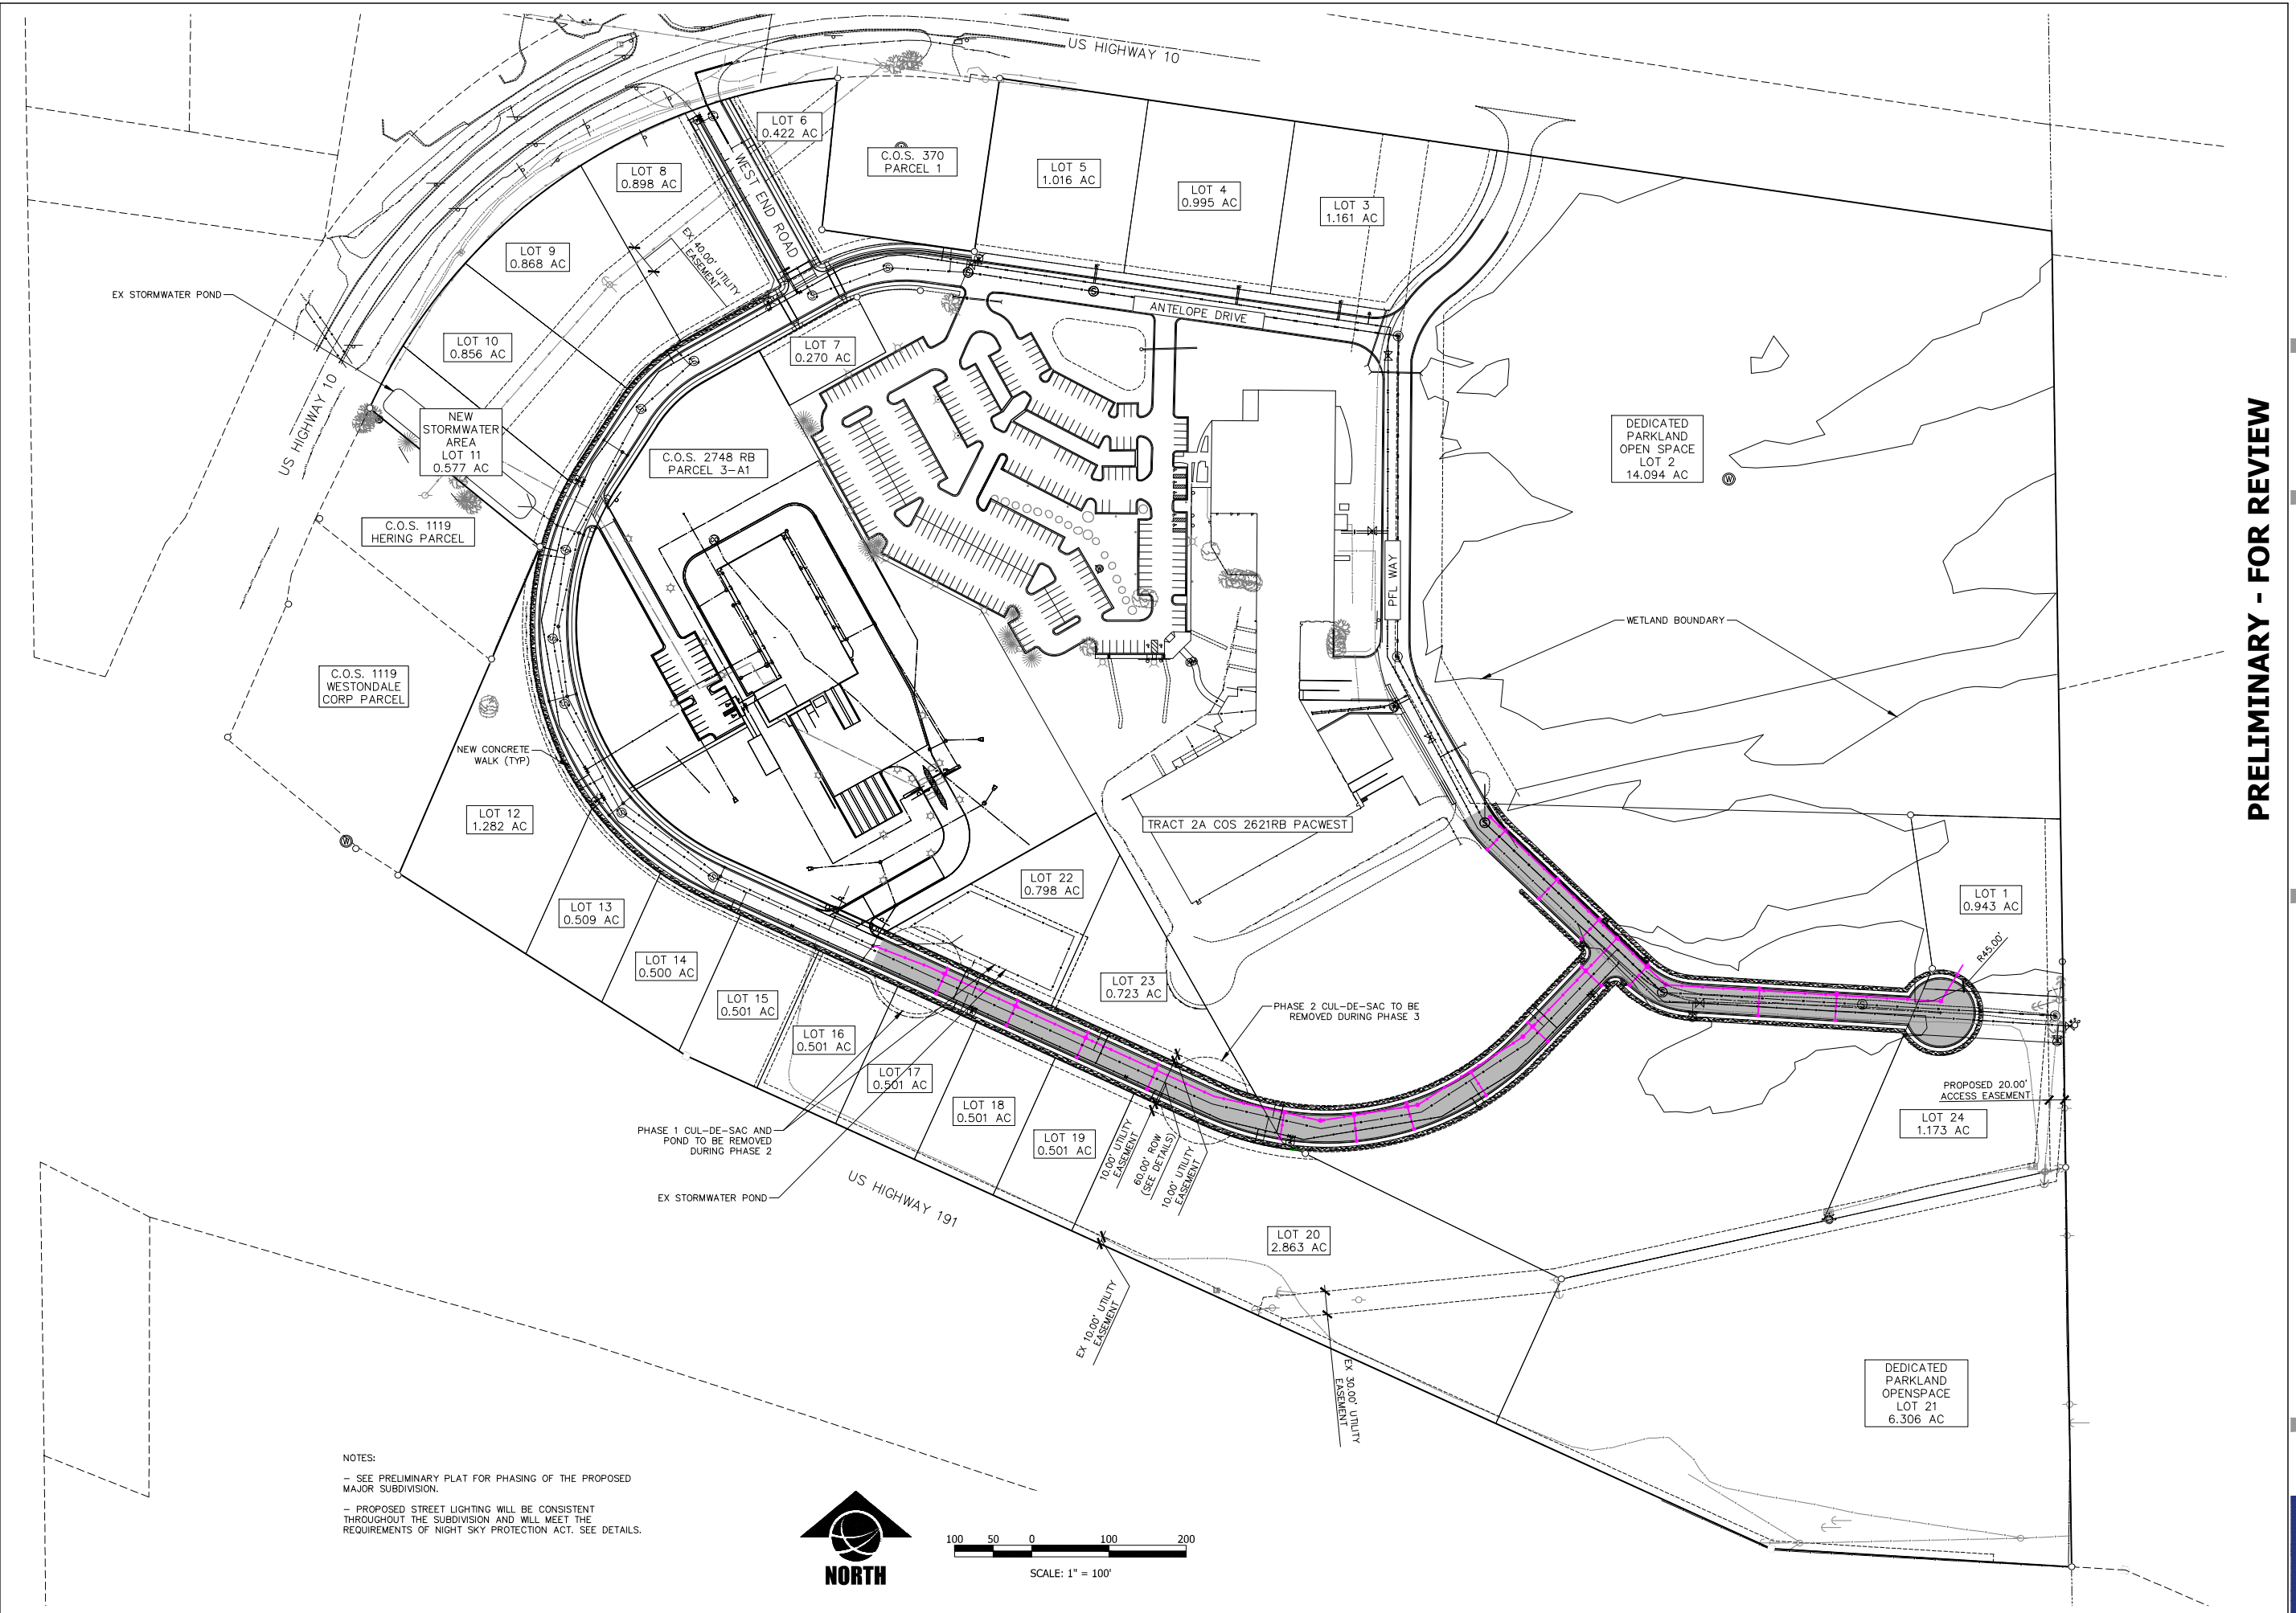 US HIGHWAY 10
LOT 6
0.422 AC
C.O.S. 370
PARCEL 1
LOT 5
1.016 AC
LOT 4
0.995 AC
LOT 3
1.161 AC
LOT 8
0.898 AC
WEST END ROAD
LOT 9
0.868 AC
EX 40.00' UTILITY
EASEMENT
EX STORMWATER POND
ANTELOPE DRIVE
LOT 10
0.856 AC
LOT 7
0.270 AC
US HIGHWAY 10
NEW
STORMWATER
AREA
LOT 11
0.577 AC
C.O.S. 2748 RB
PARCEL 3-A1
DEDICATED
PARKLAND
OPEN SPACE
LOT 2
14.094 AC
PRELIMINARY - FOR REVIEW
C.O.S. 1119
HERING PARCEL
PFL WAY
WETLAND BOUNDARY
C.O.S. 1119
WESTONDALE
CORP PARCEL
NEW CONCRETE
WALK (TYP)
LOT 12
1.282 AC
TRACT 2A COS 2621RB PACWEST
LOT 22
0.798 AC
LOT 1
0.943 AC
LOT 13
0.509 AC
R45.00'
LOT 14
0.500 AC
LOT 23
0.723 AC
LOT 15
0.501 AC
PHASE 2 CUL-DE-SAC TO BE
REMOVED DURING PHASE 3
LOT 16
0.501 AC
LOT 17
0.501 AC
PROPOSED 20.00'
ACCESS EASEMENT
LOT 18
0.501 AC
LOT 24
1.173 AC
LOT 19
0.501 AC
PHASE 1 CUL-DE-SAC AND
POND TO BE REMOVED
DURING PHASE 2
10.00' UTILITY
EASEMENT
60.00' ROW
(SEE DETAILS)
10.00' UTILITY
EASEMENT
EX STORMWATER POND
US HIGHWAY 191
LOT 20
2.863 AC
EX 10.00' UTILITY
EASEMENT
EX 30.00' UTILITY
EASEMENT
DEDICATED
PARKLAND
OPENSPACE
LOT 21
6.306 AC
NOTES:
- SEE PRELIMINARY PLAT FOR PHASING OF THE PROPOSED
MAJOR SUBDIVISION.
- PROPOSED STREET LIGHTING WILL BE CONSISTENT
THROUGHOUT THE SUBDIVISION AND WILL MEET THE
REQUIREMENTS OF NIGHT SKY PROTECTION ACT. SEE DETAILS.
NORTH
100 50 0 100 200
SCALE: 1" = 100'